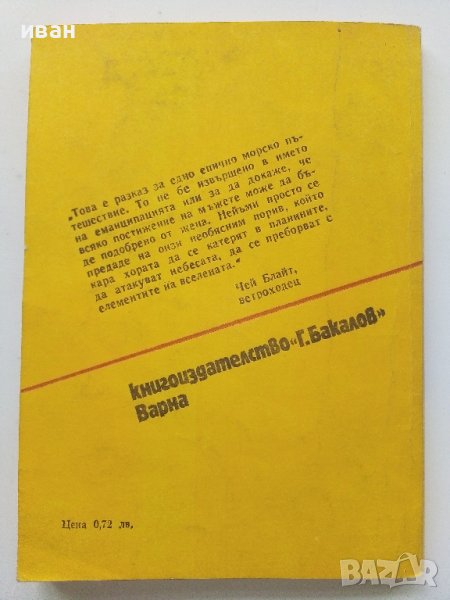 иван
„Това е разказ за едно епично морско пъ-
тешествие. То не бе извършено в името
на еманципацията или за да докаже, че
всяко постижение на мъжете може да бъ-
де подобрено от жена. Нейъми просто се
предаде на онзи необясним порив, който
кара хората да се катерят в планините,
да атакуват небесата, да се преборват с
елементите на вселената.“
Чей Блайт,
ветроходец
книгоиздателство «Г. Бакалов»
Варна
Цена 0,72 лв.
BAZAR.BG